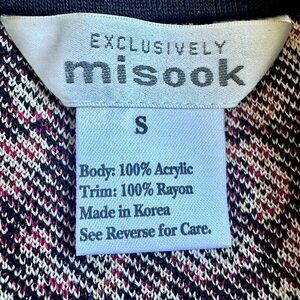 EXCLUSIVELY
misook
S
Body: 100% Acrylic
Trim: 100% Rayon
Made in Korea
See Reverse for Care.